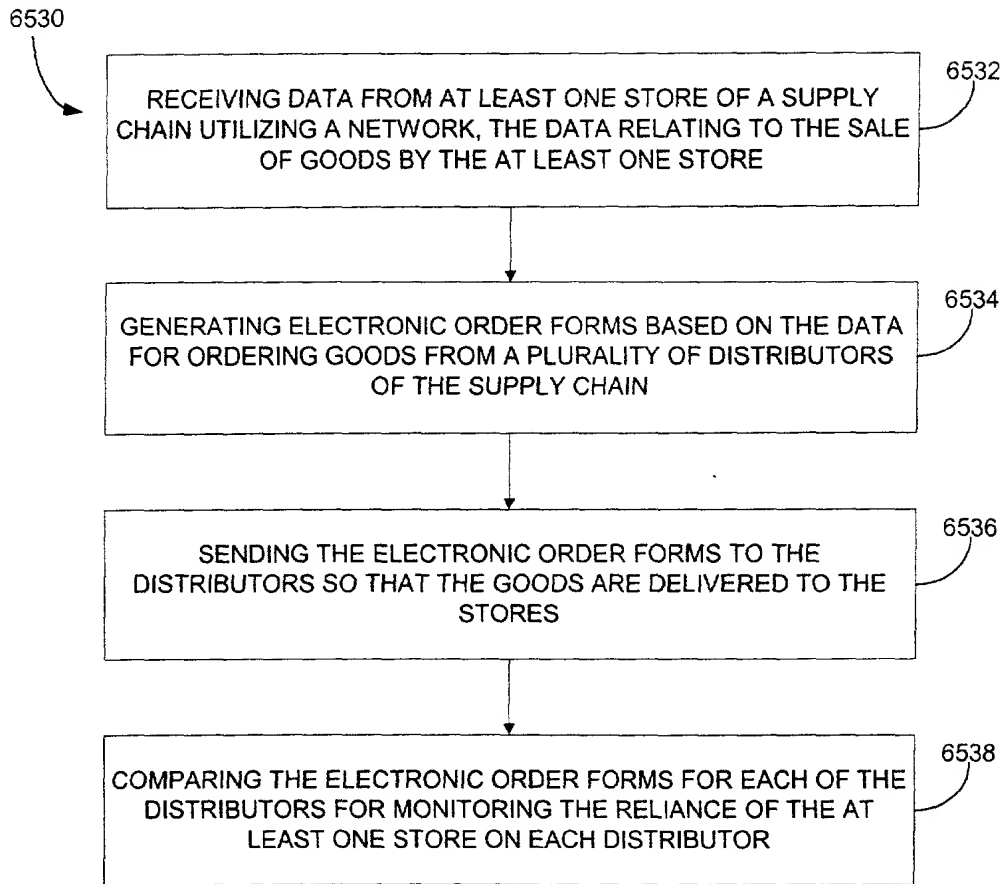 6530
6532
RECEIVING DATA FROM AT LEAST ONE STORE OF A SUPPLY
CHAIN UTILIZING A NETWORK, THE DATA RELATING TO THE SALE
OF GOODS BY THE AT LEAST ONE STORE
6534
GENERATING ELECTRONIC ORDER FORMS BASED ON THE DATA
FOR ORDERING GOODS FROM A PLURALITY OF DISTRIBUTORS
OF THE SUPPLY CHAIN
6536
SENDING THE ELECTRONIC ORDER FORMS TO THE
DISTRIBUTORS SO THAT THE GOODS ARE DELIVERED TO THE
STORES
6538
COMPARING THE ELECTRONIC ORDER FORMS FOR EACH OF THE
DISTRIBUTORS FOR MONITORING THE RELIANCE OF THE AT
LEAST ONE STORE ON EACH DISTRIBUTOR